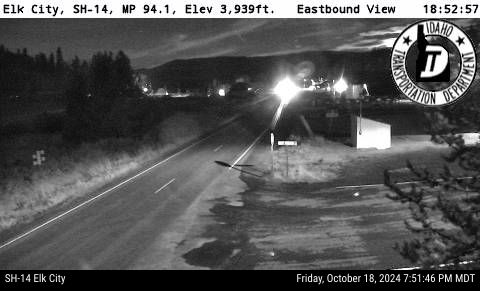 Elk City, SH-14, MP 94.1, Elev 3,939ft. Eastbound View 18:52:57
IDAHO
TRANSPORTATION DEPARTMENT
SH-14 Elk City Friday, October 18, 2024 7:51:46 PM MDT